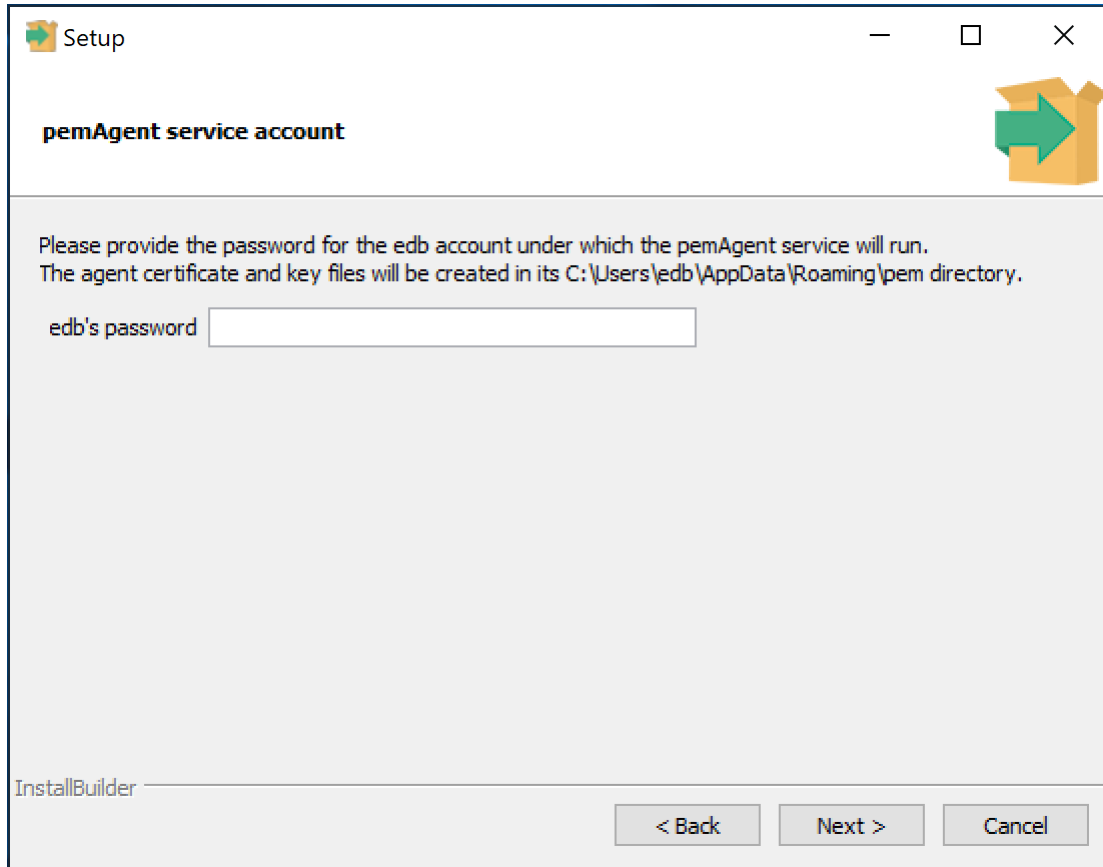 Setup
pemAgent service account
Please provide the password for the edb account under which the pemAgent service will run.
The agent certificate and key files will be created in its C:\Users\edb\AppData\Roaming\pem directory.
edb's password
InstallBuilder
< Back
Next >
Cancel